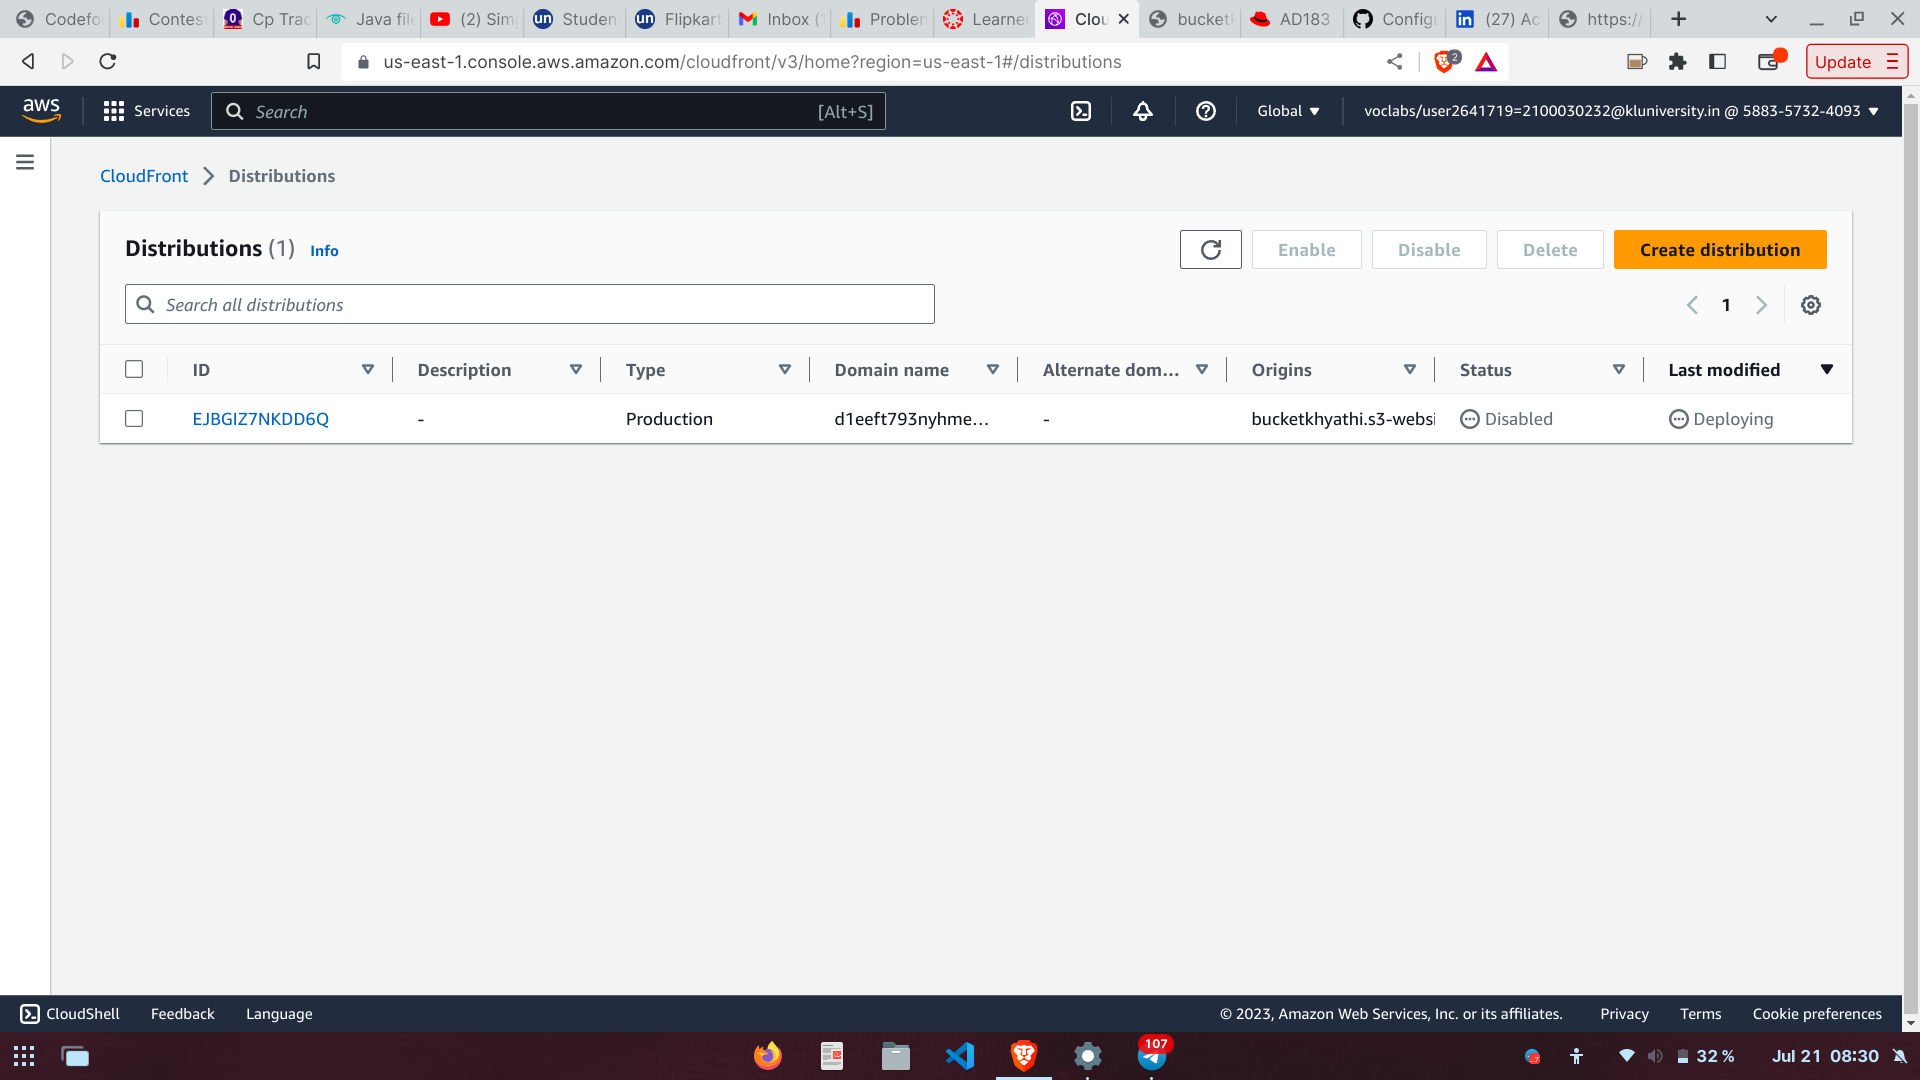 Codefo Contest Cp Trac Java file (2) Sim Studen Flipkart Inbox ( Problem Learner Clou bucketk AD183 Configu (27) Ac https://
us-east-1.console.aws.amazon.com/cloudfront/v3/home?region=us-east-1#/distributions 2 Update
aws Services Search [Alt+S] Global voclabs/user2641719=2100030232@kluniversity.in @ 5883-5732-4093
CloudFront Distributions
Distributions (1) Info Enable Disable Delete Create distribution
Search all distributions 1
ID Description Type Domain name Alternate dom... Origins Status Last modified
EJBGIZ7NKDD6Q - Production d1eeft793nyhme... - bucketkhyathi.s3-websi Disabled Deploying
CloudShell Feedback Language © 2023, Amazon Web Services, Inc. or its affiliates. Privacy Terms Cookie preferences
107 32 % Jul 21 08:30